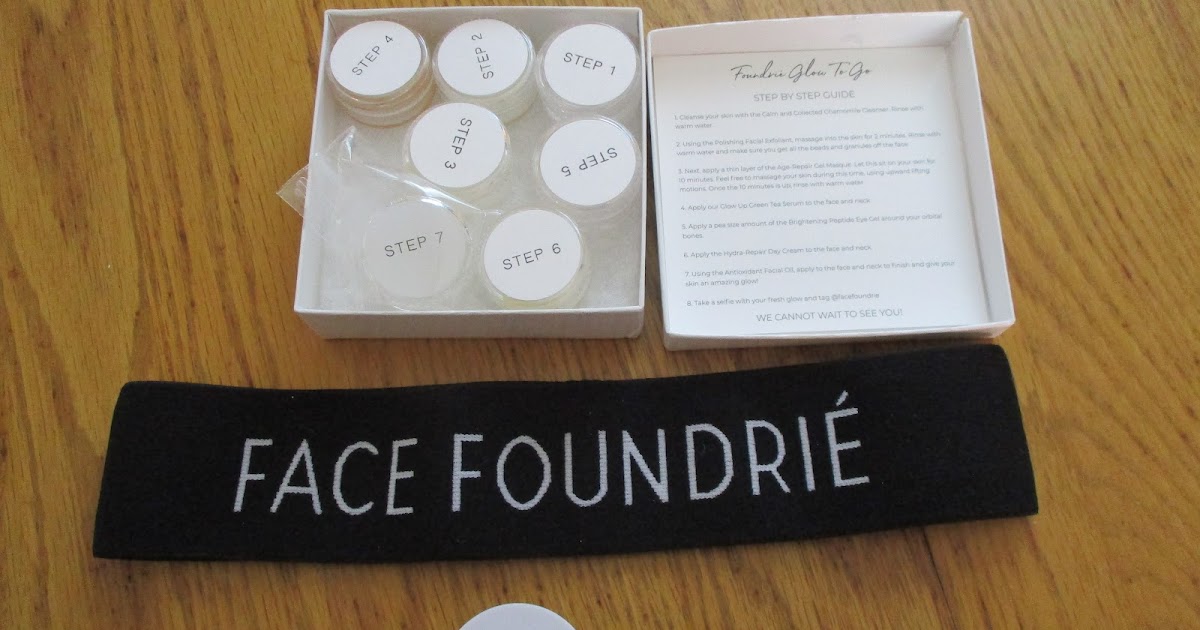 STEP 4
STEP 2
STEP 1
STEP 3
STEP 5
STEP 7
STEP 6
Foundrie Glow To Go
STEP BY STEP GUIDE
1. Cleanse your skin with the Calm and Collected Chamomile Cleanser. Rinse with
warm water.
2. Using the Polishing Facial Exfoliant, massage into the skin for 2 minutes. Rinse with
warm water and make sure you get all the beads and granules off the face.
3. Next, apply a thin layer of the Age-Repair Gel Masque. Let this sit on your skin for
10 minutes. Feel free to massage your skin during this time, using upward lifting
motions. Once the 10 minutes is up, rinse with warm water.
4. Apply our Glow Up Green Tea Serum to the face and neck.
5. Apply a pea size amount of the Brightening Peptide Eye Gel around your orbital
bones.
6. Apply the Hydra-Repair Day Cream to the face and neck.
7. Using the Antioxidant Facial Oil, apply to the face and neck to finish and give your
skin an amazing glow!
8. Take a selfie with your fresh glow and tag @facefoundrie
WE CANNOT WAIT TO SEE YOU!
FACE FOUNDRIÉ